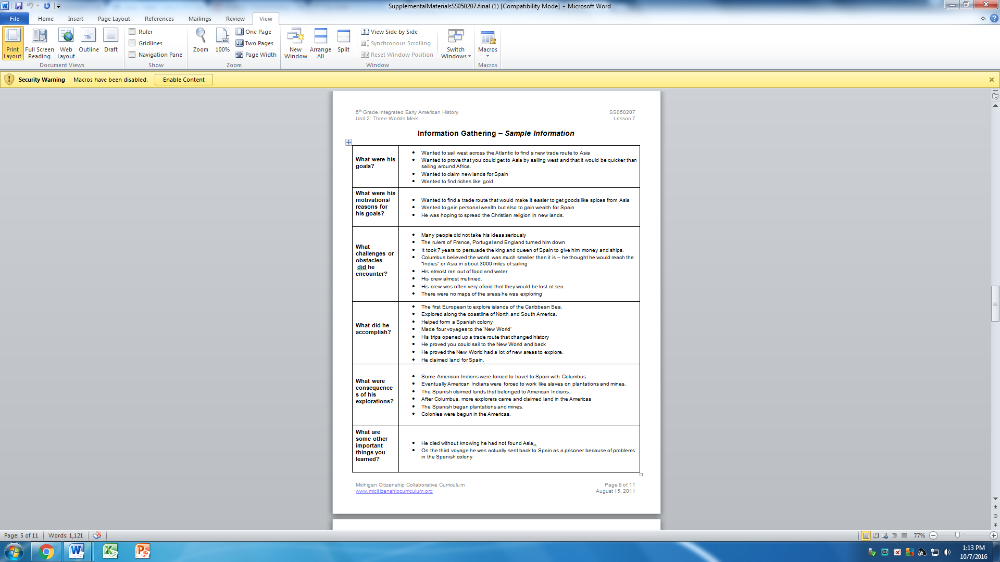 SupplementalMaterialsSS050207.final (1) [Compatibility Mode] - Microsoft Word
File Home Insert Page Layout References Mailings Review View
Print Layout
Full Screen Reading
Web Layout
Outline
Draft
Document Views
Ruler
Gridlines
Navigation Pane
Show
Zoom
100
100%
One Page
Two Pages
Page Width
Zoom
New Window
Arrange All
Split
View Side by Side
Synchronous Scrolling
Reset Window Position
Window
Switch Windows
Macros
Macros
Security Warning Macros have been disabled. Enable Content
5th Grade Integrated Early American History SS050207
Unit 2: Three Worlds Meet Lesson 7
Information Gathering – Sample Information
What were his
goals?
• Wanted to sail west across the Atlantic to find a new trade route to Asia
• Wanted to prove that you could get to Asia by sailing west and that it would be quicker than
sailing around Africa.
• Wanted to claim new lands for Spain
• Wanted to find riches like gold
What were his
motivations/
reasons for
his goals?
• Wanted to find a trade route that would make it easier to get goods like spices from Asia
• Wanted to gain personal wealth but also to gain wealth for Spain
• He was hoping to spread the Christian religion in new lands.
What
challenges or
obstacles
did he
encounter?
• Many people did not take his ideas seriously
• The rulers of France, Portugal and England turned him down
• It took 7 years to persuade the king and queen of Spain to give him money and ships.
• Columbus believed the world was much smaller than it is – he thought he would reach the
“Indies” or Asia in about 3000 miles of sailing
• His almost ran out of food and water
• His crew almost mutinied.
• His crew was often very afraid that they would be lost at sea.
• There were no maps of the areas he was exploring
What did he
accomplish?
• The first European to explore islands of the Caribbean Sea.
• Explored along the coastline of North and South America.
• Helped form a Spanish colony
• Made four voyages to the 'New World'
• His trips opened up a trade route that changed history
• He proved you could sail to the New World and back
• He proved the New World had a lot of new areas to explore.
• He claimed land for Spain.
What were
consequence
s of his
explorations?
• Some American Indians were forced to travel to Spain with Columbus.
• Eventually American Indians were forced to work like slaves on plantations and mines.
• The Spanish claimed lands that belonged to American Indians.
• After Columbus, more explorers came and claimed land in the Americas
• The Spanish began plantations and mines.
• Colonies were begun in the Americas.
What are
some other
important
things you
learned?
• He died without knowing he had not found Asia.
• On the third voyage he was actually sent back to Spain as a prisoner because of problems
in the Spanish colony.
Michigan Citizenship Collaborative Curriculum Page 6 of 11
www.micitizenshipcurriculum.org August 15, 2011
Page: 5 of 11 Words: 1,121 77%
1:13 PM
10/7/2016